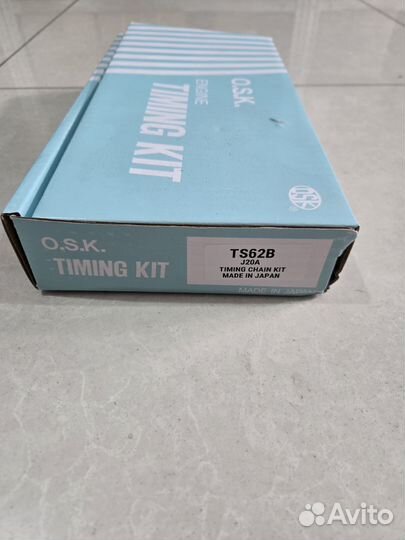 O.S.K.
ENGINE
TIMING KIT
OSK
O.S.K.
TIMING KIT
TS62B
J20A
TIMING CHAIN KIT
MADE IN JAPAN
MADE IN JAPAN
Avito